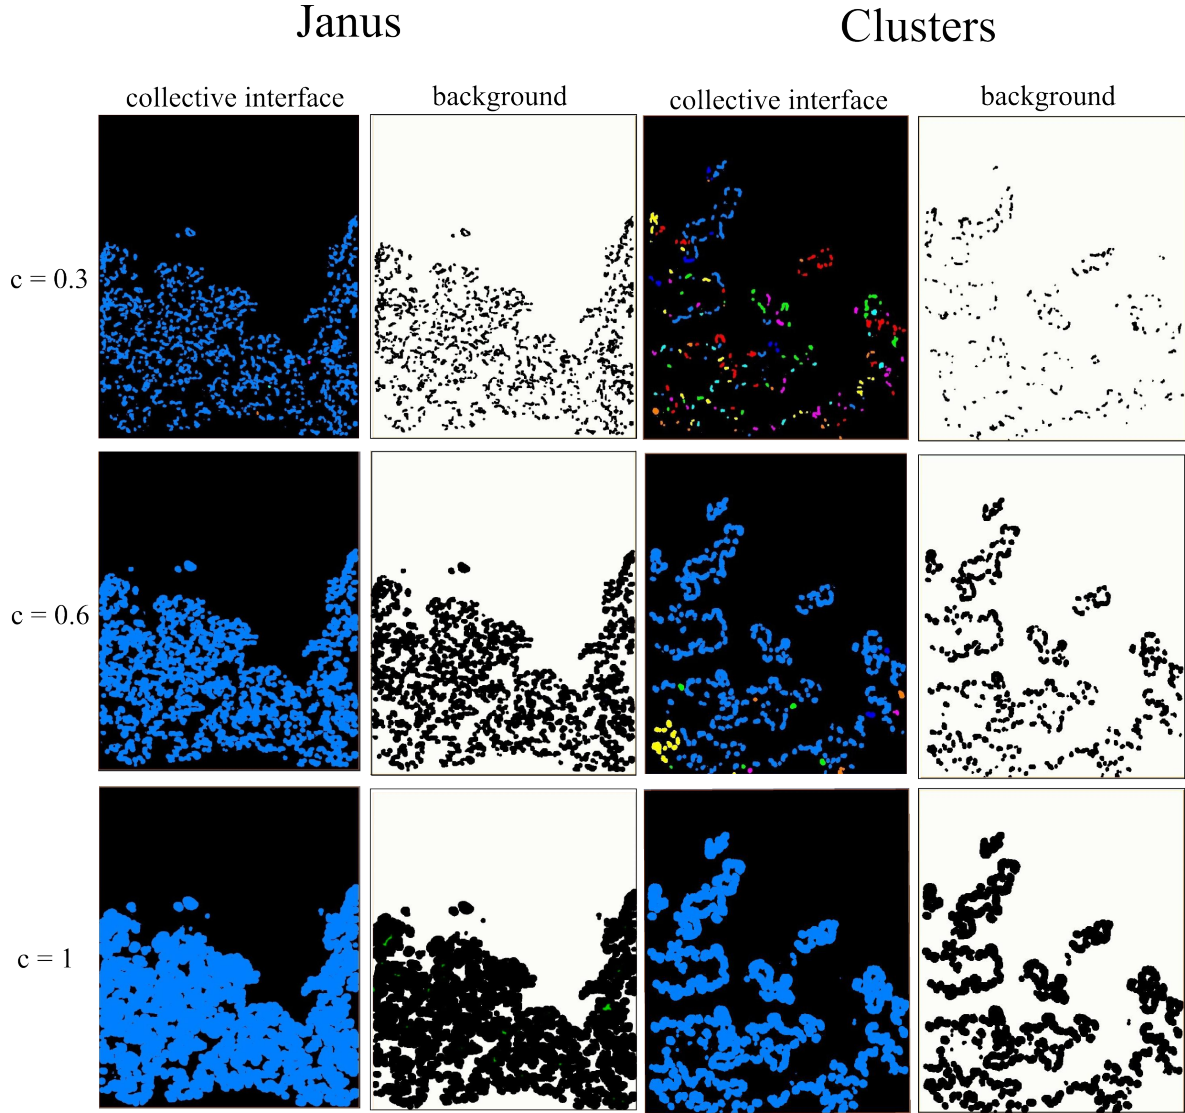 Janus
Clusters
collective interface
background
collective interface
background
c = 0.3
c = 0.6
c = 1